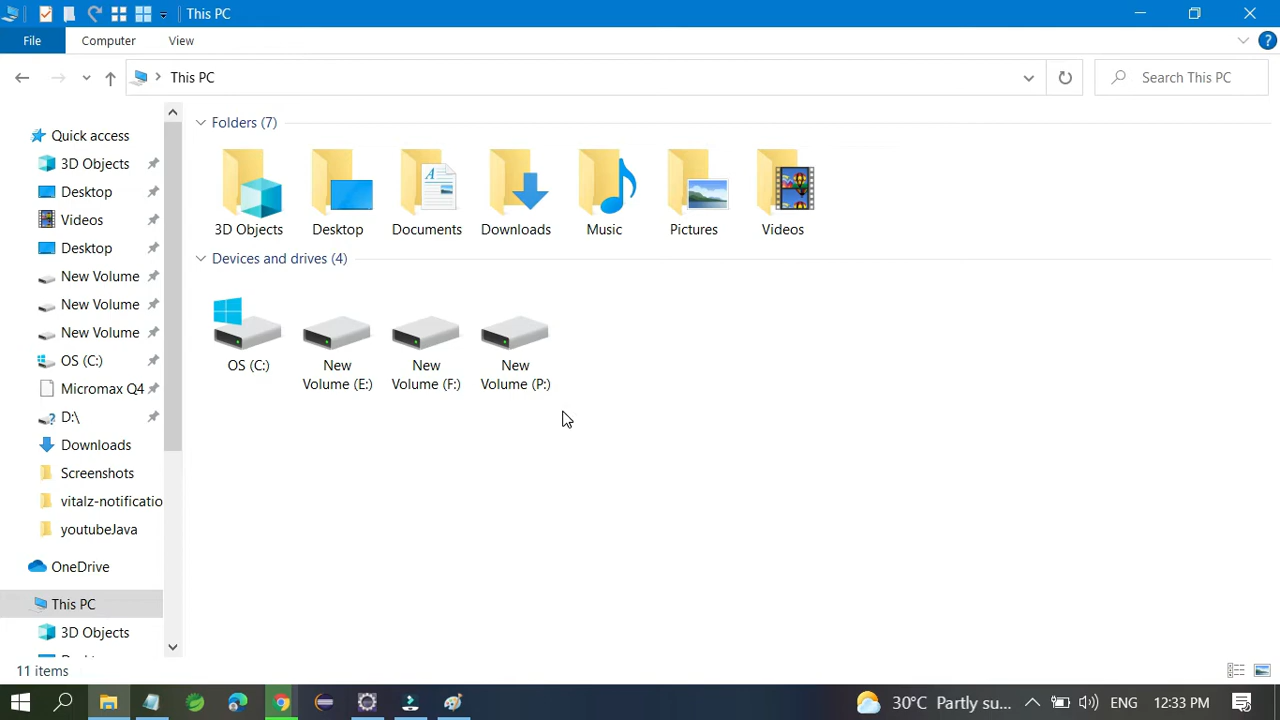 This PC
File
Computer
View
This PC
Search This PC
Quick access
3D Objects
Desktop
Videos
Desktop
New Volume
New Volume
New Volume
OS (C:)
Micromax Q4
D:\
Downloads
Screenshots
vitalz-notificatio
youtubeJava
OneDrive
This PC
3D Objects
Folders (7)
3D Objects
Desktop
Documents
Downloads
Music
Pictures
Videos
Devices and drives (4)
OS (C:)
New
Volume (E:)
New
Volume (F:)
New
Volume (P:)
11 items
30°C Partly su...
ENG
12:33 PM